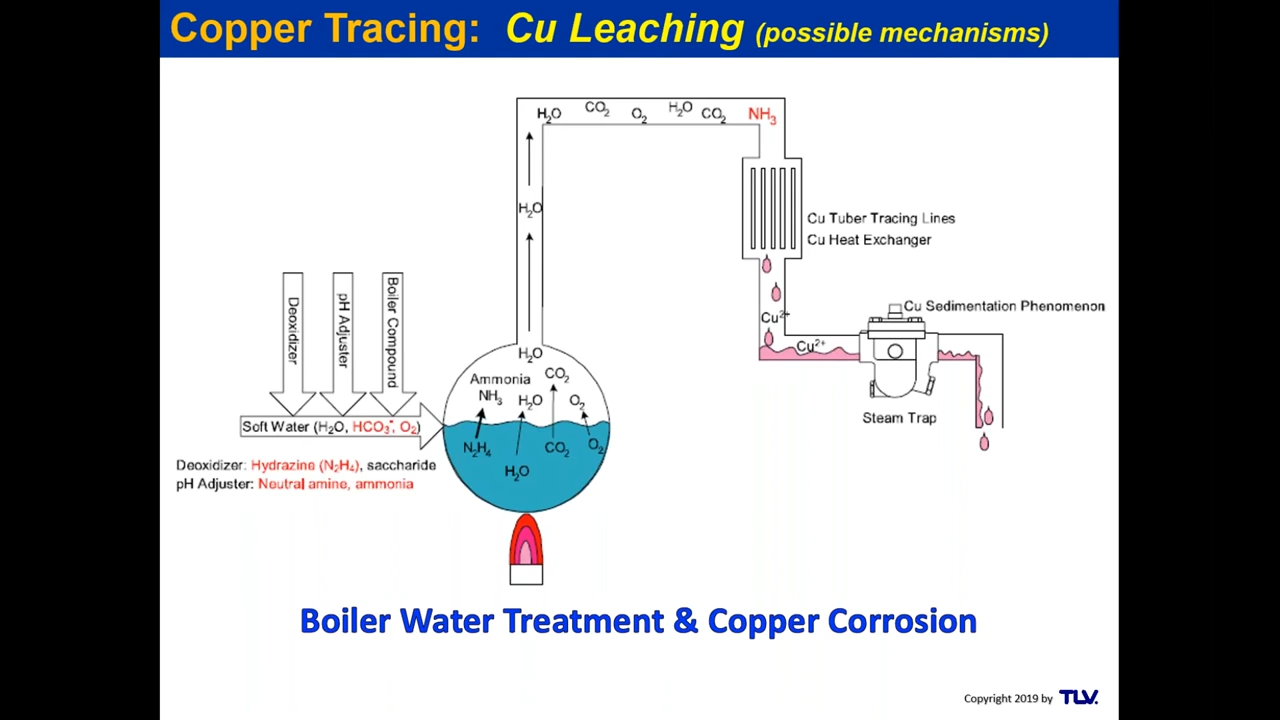 Copper Tracing: Cu Leaching (possible mechanisms)
H₂O CO₂ O₂ H₂O CO₂ NH₃
H₂O
Cu Tuber Tracing Lines
Cu Heat Exchanger
Deoxidizer
pH Adjuster
Boiler Compound
Cu Sedimentation Phenomenon
Cu²⁺
Cu²⁺
H₂O
Ammonia
NH₃
H₂O
CO₂
O₂
Steam Trap
Soft Water (H₂O, HCO₃⁻, O₂)
N₂H₄
H₂O
CO₂
O₂
Deoxidizer: Hydrazine (N₂H₄), saccharide
pH Adjuster: Neutral amine, ammonia
Boiler Water Treatment & Copper Corrosion
Copyright 2019 by TLV.